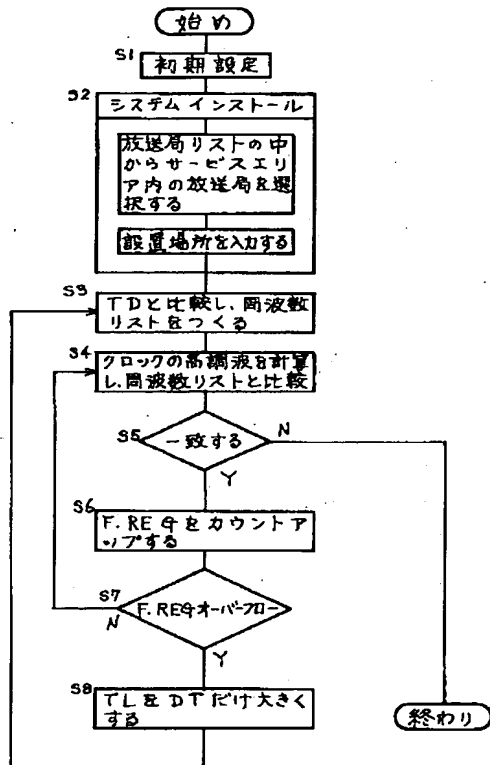 始め
S1
初期設定
S2
システムインストール
放送局リストの中
からサービスエリ
ア内の放送局を選
択する
設置場所を入力する
S3
TDと比較し、周波数
リストをつくる
S4
クロックの高調波を計算
し、周波数リストと比較
S5
一致する
N
Y
S6
F.REGをカウントア
ップする
S7
F.REGオーバーフロー
N
Y
S8
TLをDTだけ大きく
する
終わり